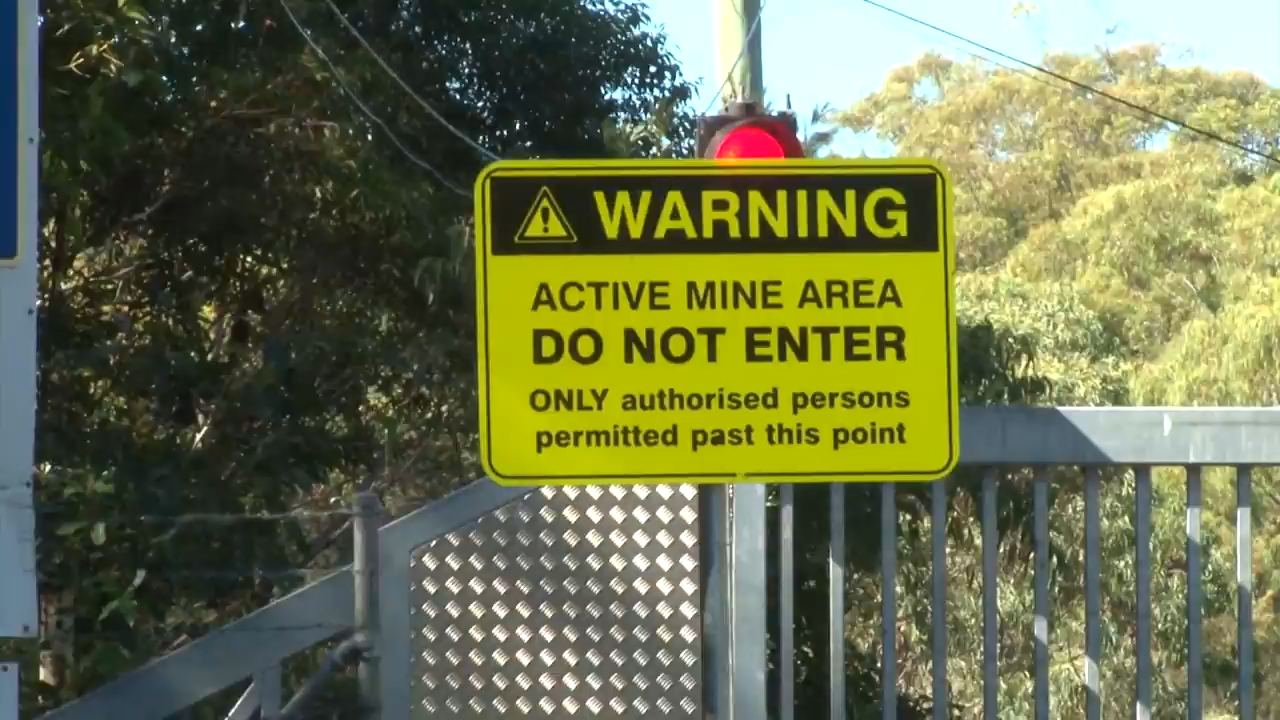 WARNING
ACTIVE MINE AREA
DO NOT ENTER
ONLY authorised persons
permitted past this point